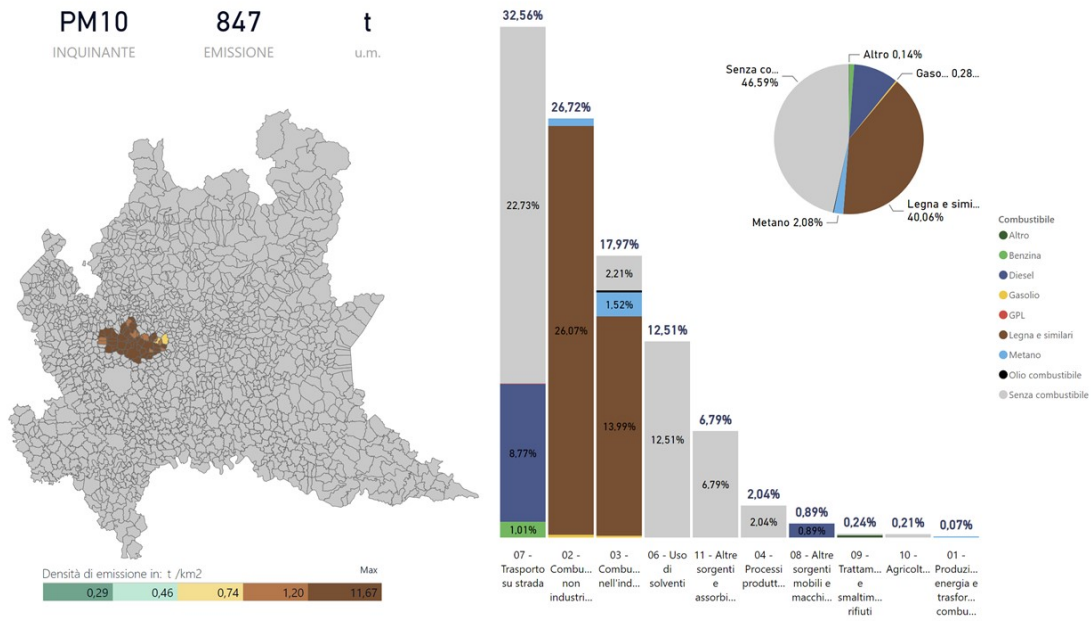 PM10
847
t
INQUINANTE
EMISSIONE
u.m.
Densità di emissione in: t /km2
Max
0,29
0,46
0,74
1,20
11,67
32,56%
22,73%
8,77%
1,01%
26,72%
26.07%
17,97%
2.21%
1.52%
13.99%
12,51%
12.51%
6,79%
6.79%
2,04%
2.04%
0,89%
0.89%
0,24%
0,21%
0,07%
07 -
Trasporto
su strada
02 -
Combu...
non
industri...
03 -
Combu...
nell'ind...
06 - Uso
di
solventi
11 - Altre
sorgenti
e
assorbi...
04 -
Processi
produtt...
08 - Altre
sorgenti
mobili e
macchi...
09 -
Trattam...
e
smaltim...
rifiuti
10 -
Agricolt...
01 -
Produzi...
energia e
trasfor...
combu...
Altro 0,14%
Gaso... 0,28...
Senza co...
46,59%
Legna e simi...
40,06%
Metano 2,08%
Combustibile
Altro
Benzina
Diesel
Gasolio
GPL
Legna e similari
Metano
Olio combustibile
Senza combustibile